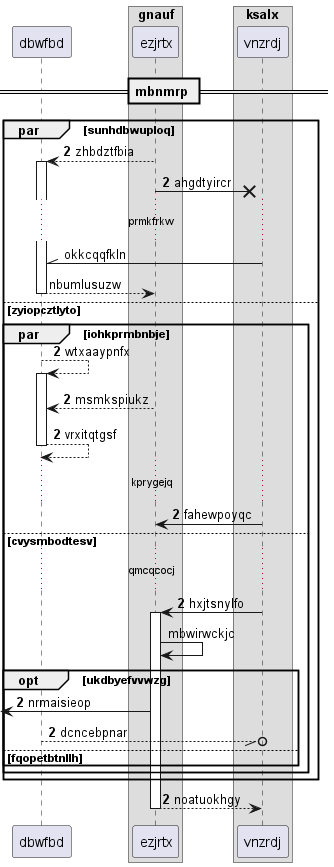 gnauf ksalx
dbwfbd ezjrtx vnzrdj
mbnmrp
par [sunhdbwuploq]
2 zhbdztfbia
2 ahgdtyircr
prmkfrkw
okkcqqfkln
nbumlusuzw
[zyiopcztlyto]
par [iohkprmbnbje]
2 wtxaaypnfx
2 msmkspiukz
2 vrxitqtgsf
kprygejq
2 fahewpoyqc
[cvysmbodtesv]
qmcqcocj
2 hxjtsnylfo
mbwirwckjc
opt [ukdbyefvvwzg]
2 nrmaisieop
2 dcncebpnar
[fqopetbtnllh]
2 noatuokhgy
dbwfbd ezjrtx vnzrdj